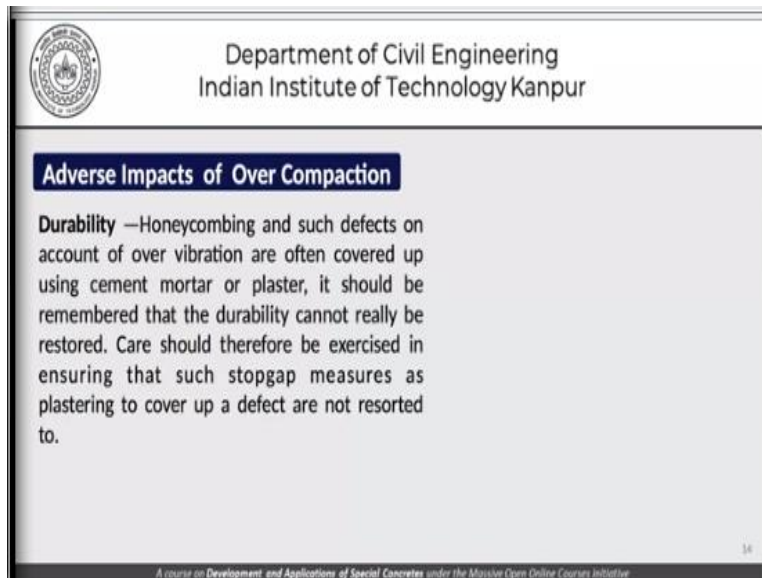 Department of Civil Engineering
Indian Institute of Technology Kanpur
Adverse Impacts of Over Compaction
Durability —Honeycombing and such defects on
account of over vibration are often covered up
using cement mortar or plaster, it should be
remembered that the durability cannot really be
restored. Care should therefore be exercised in
ensuring that such stopgap measures as
plastering to cover up a defect are not resorted
to.
14
A course on Development and Applications of Special Concretes under the Massive Open Online Courses Initiative